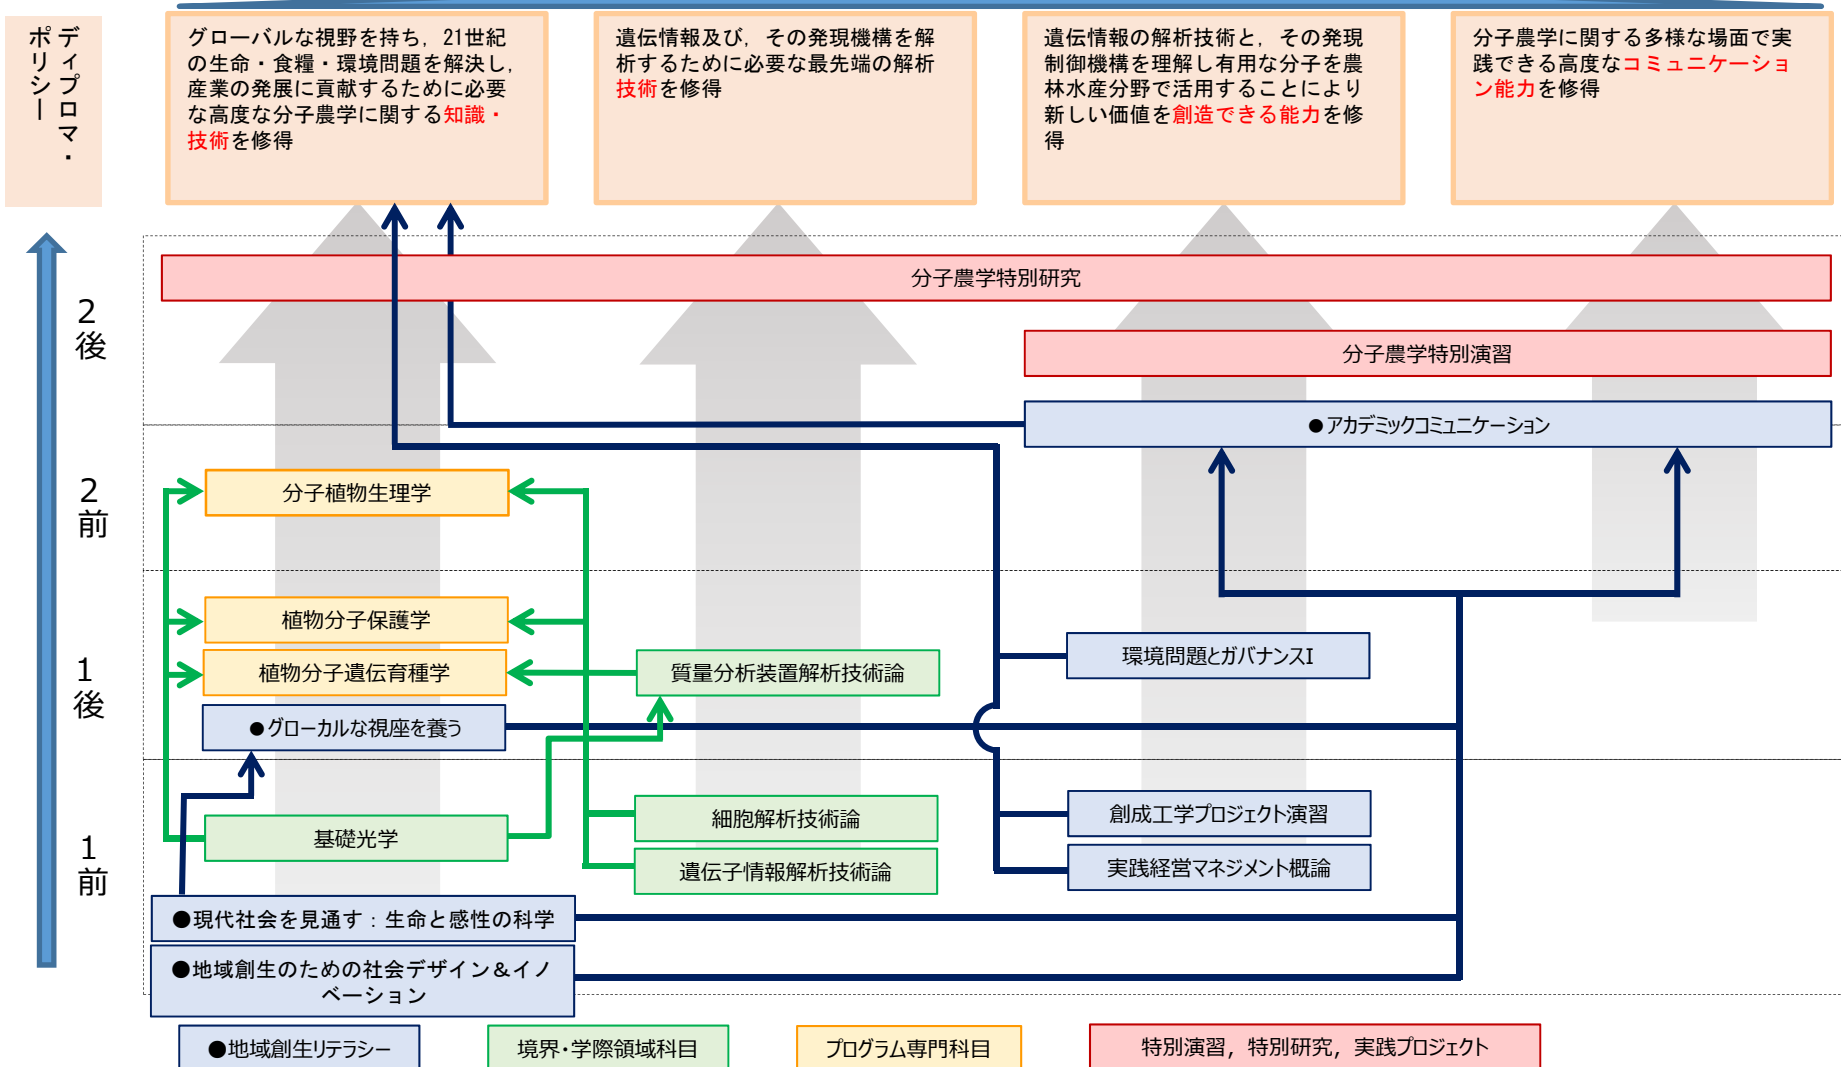 ディプロマ・
ポリシー
グローバルな視野を持ち，21世紀
の生命・食糧・環境問題を解決し，
産業の発展に貢献するために必要
な高度な分子農学に関する知識・
技術を修得
遺伝情報及び，その発現機構を解
析するために必要な最先端の解析
技術を修得
遺伝情報の解析技術と，その発現
制御機構を理解し有用な分子を農
林水産分野で活用することにより
新しい価値を創造できる能力を修
得
分子農学に関する多様な場面で実
践できる高度なコミュニケーショ
ン能力を修得
2後
分子農学特別研究
分子農学特別演習
●アカデミックコミュニケーション
2前
分子植物生理学
1後
植物分子保護学
植物分子遺伝育種学
質量分析装置解析技術論
環境問題とガバナンスI
●グローカルな視座を養う
1前
基礎光学
細胞解析技術論
遺伝子情報解析技術論
創成工学プロジェクト演習
実践経営マネジメント概論
●現代社会を見通す：生命と感性の科学
●地域創生のための社会デザイン＆イノ
ベーション
●地域創生リテラシー
境界・学際領域科目
プログラム専門科目
特別演習，特別研究，実践プロジェクト